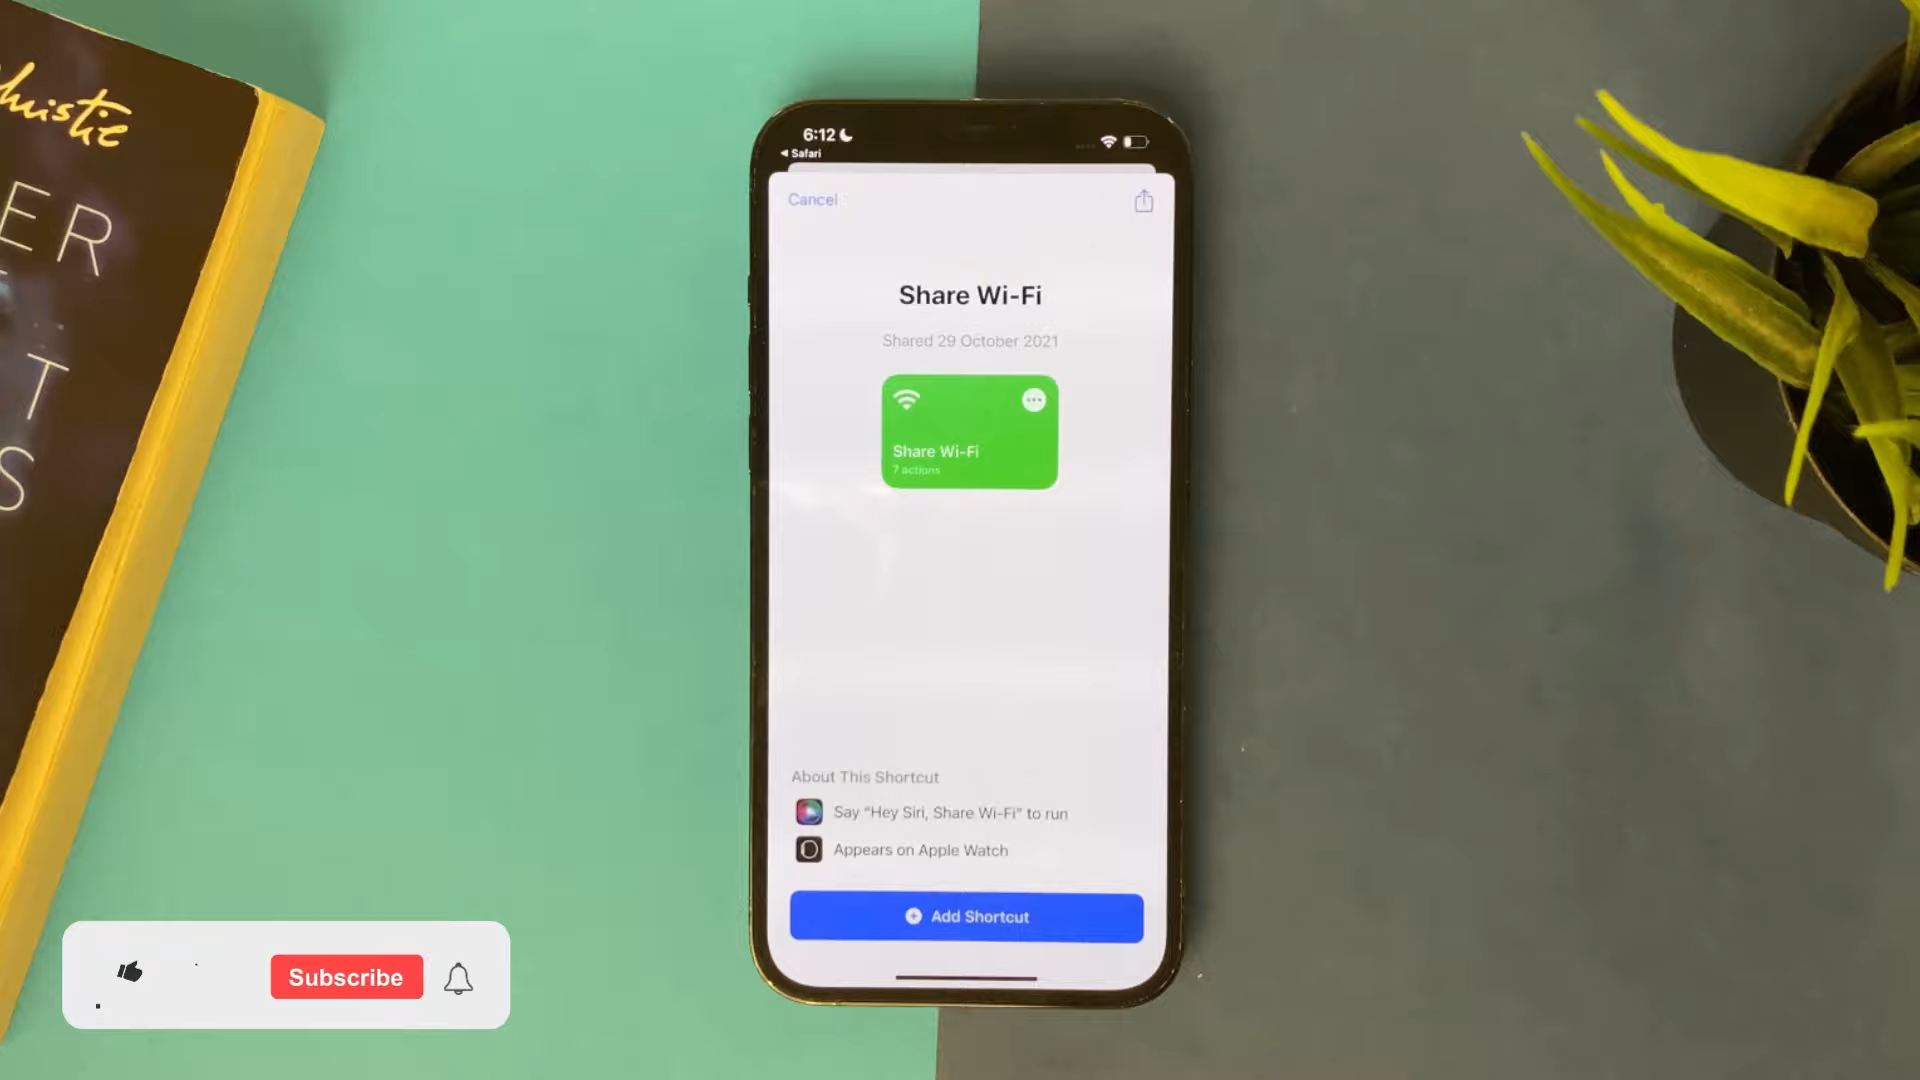 Christie
ER
T
S
6:12
Safari
Cancel
Share Wi-Fi
Shared 29 October 2021
Share Wi-Fi
7 actions
About This Shortcut
Say "Hey Siri, Share Wi-Fi" to run
Appears on Apple Watch
Add Shortcut
Subscribe